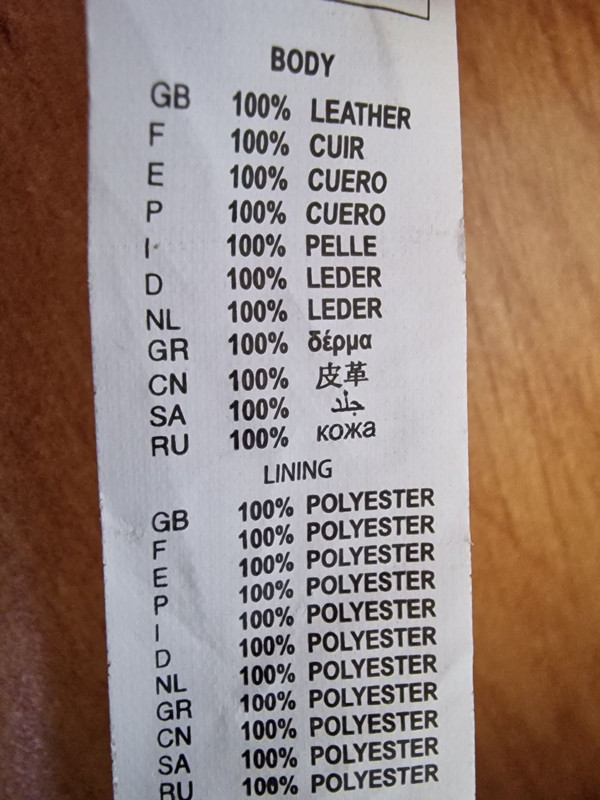 BODY
GB 100% LEATHER
F 100% CUIR
E 100% CUERO
P 100% CUERO
I 100% PELLE
D 100% LEDER
NL 100% LEDER
GR 100% δέρμα
CN 100% 皮革
SA 100% جلد
RU 100% кожа
LINING
GB 100% POLYESTER
F 100% POLYESTER
E 100% POLYESTER
P 100% POLYESTER
I 100% POLYESTER
D 100% POLYESTER
NL 100% POLYESTER
GR 100% POLYESTER
CN 100% POLYESTER
SA 100% POLYESTER
RU 100% POLYESTER